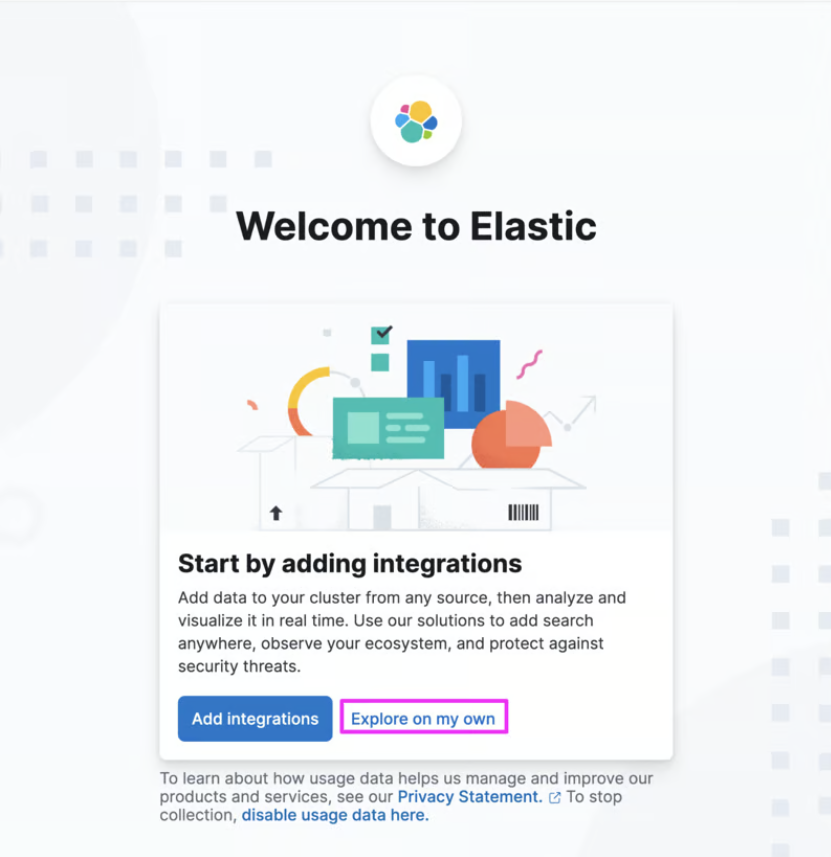 Welcome to Elastic
Start by adding integrations
Add data to your cluster from any source, then analyze and
visualize it in real time. Use our solutions to add search
anywhere, observe your ecosystem, and protect against
security threats.
Add integrations
Explore on my own
To learn about how usage data helps us manage and improve our
products and services, see our Privacy Statement. To stop
collection, disable usage data here.